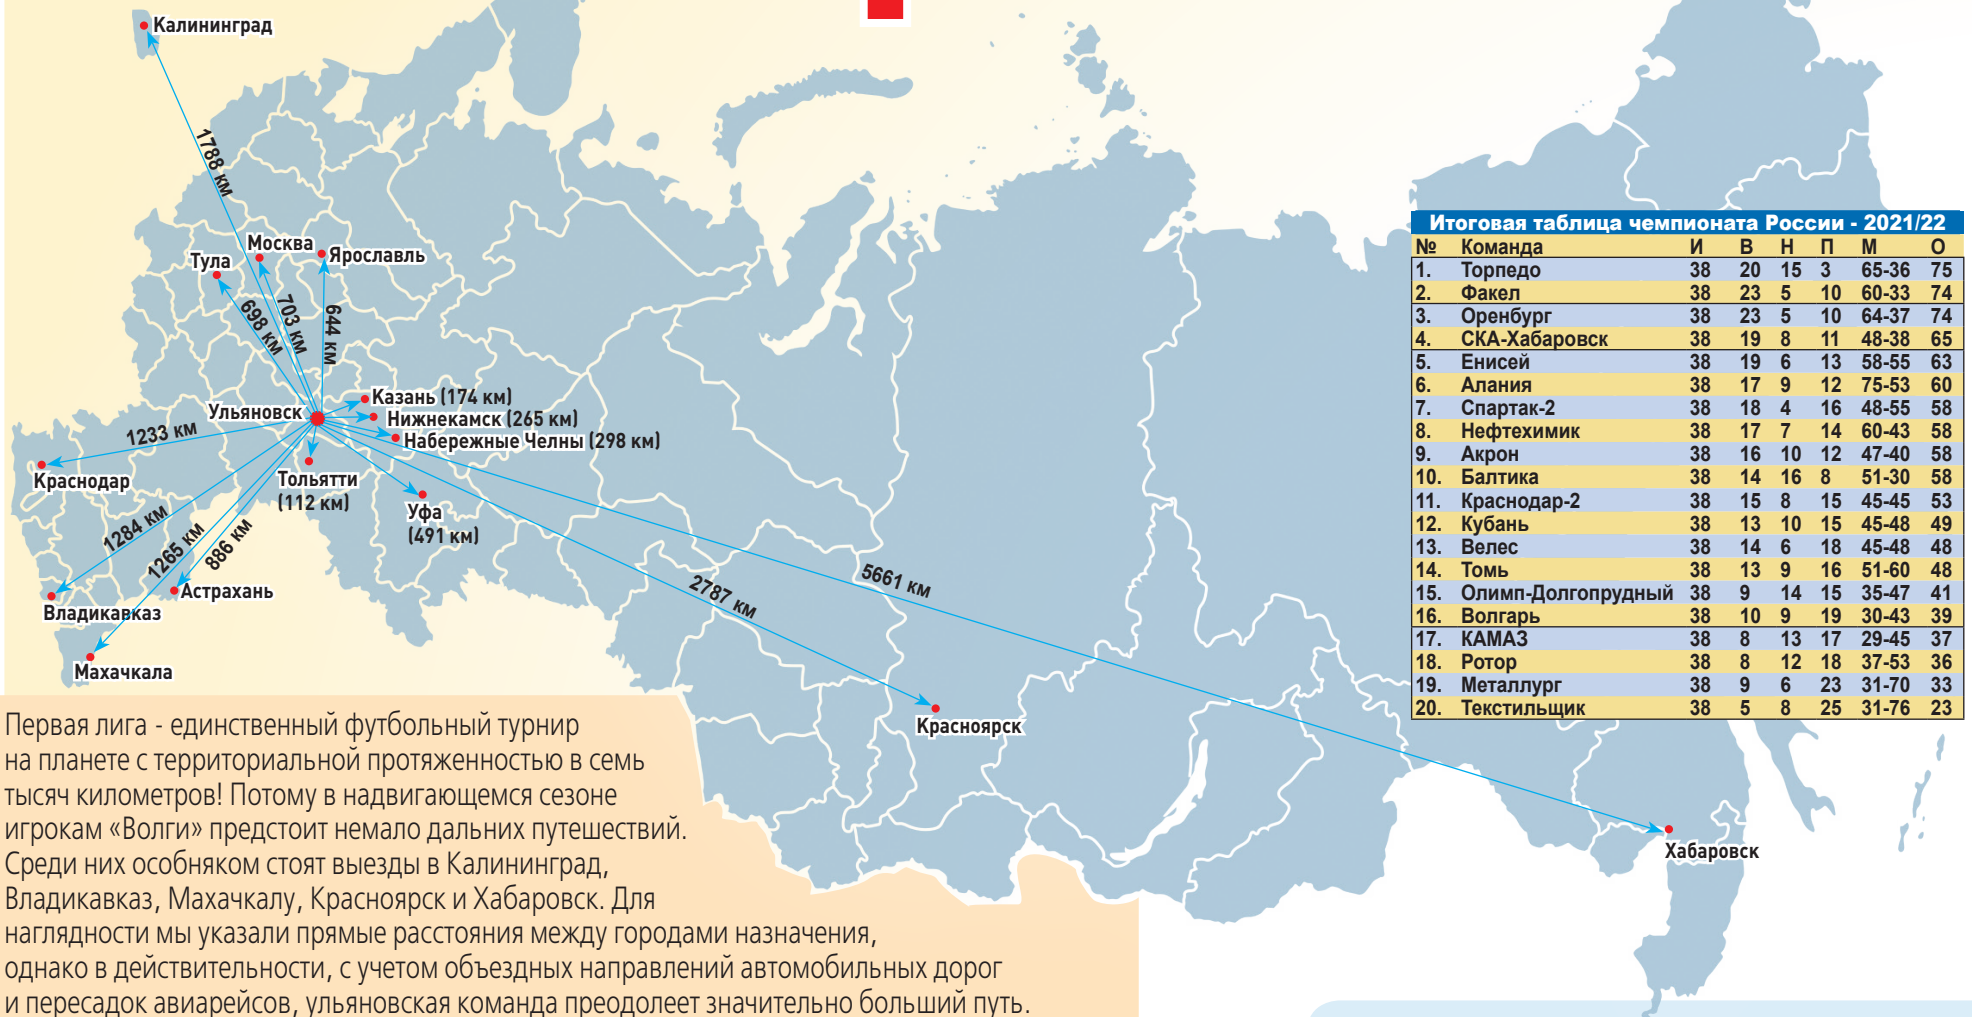 Калининград
1788 км
Москва
Ярославль
Тула
703 км
644 км
698 км
Казань (174 км)
Ульяновск
Нижнекамск (265 км)
Набережные Челны (298 км)
1233 км
Краснодар
Тольятти
(112 км)
Уфа
(491 км)
1284 км
1265 км
886 км
Астрахань
Владикавказ
Махачкала
2787 км
5661 км
Красноярск
Хабаровск
Итоговая таблица чемпионата России - 2021/22
№ Команда И В Н П М О
1. Торпедо 38 20 15 3 65-36 75
2. Факел 38 23 5 10 60-33 74
3. Оренбург 38 23 5 10 64-37 74
4. СКА-Хабаровск 38 19 8 11 48-38 65
5. Енисей 38 19 6 13 58-55 63
6. Алания 38 17 9 12 75-53 60
7. Спартак-2 38 18 4 16 48-55 58
8. Нефтехимик 38 17 7 14 60-43 58
9. Акрон 38 16 10 12 47-40 58
10. Балтика 38 14 16 8 51-30 58
11. Краснодар-2 38 15 8 15 45-45 53
12. Кубань 38 13 10 15 45-48 49
13. Велес 38 14 6 18 45-48 48
14. Томь 38 13 9 16 51-60 48
15. Олимп-Долгопрудный 38 9 14 15 35-47 41
16. Волгарь 38 10 9 19 30-43 39
17. КАМАЗ 38 8 13 17 29-45 37
18. Ротор 38 8 12 18 37-53 36
19. Металлург 38 9 6 23 31-70 33
20. Текстильщик 38 5 8 25 31-76 23
Первая лига - единственный футбольный турнир
на планете с территориальной протяженностью в семь
тысяч километров! Потому в надвигающемся сезоне
игрокам «Волги» предстоит немало дальних путешествий.
Среди них особняком стоят выезды в Калининград,
Владикавказ, Махачкалу, Красноярск и Хабаровск. Для
наглядности мы указали прямые расстояния между городами назначения,
однако в действительности, с учетом объездных направлений автомобильных дорог
и пересадок авиарейсов, ульяновская команда преодолеет значительно больший путь.